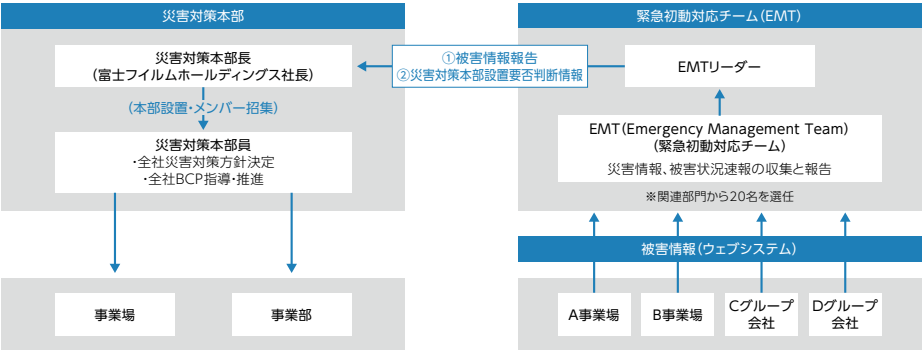 災害対策本部
災害対策本部長
（富士フイルムホールディングス社長）
（本部設置・メンバー招集）
災害対策本部員
・全社災害対策方針決定
・全社BCP指導・推進
事業場
事業部
①被害情報報告
②災害対策本部設置要否判断情報
緊急初動対応チーム（EMT）
EMTリーダー
EMT（Emergency Management Team）
（緊急初動対応チーム）
災害情報、被害状況速報の収集と報告
※関連部門から20名を選任
被害情報（ウェブシステム）
A事業場
B事業場
Cグループ
会社
Dグループ
会社